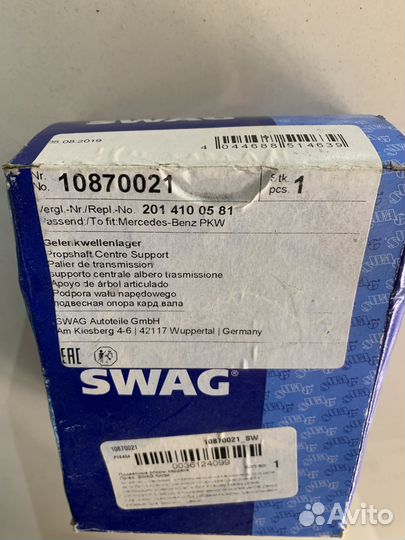 SWAG
05.08.2019
4 044688 514639
Nr.
No. 10870021
Stk.
pcs. 1
Vergl.-Nr./Repl.-No. 201 410 05 81
Passend:/To fit:Mercedes-Benz PKW
Gelenkwellenlager
Propshaft Centre Support
Palier de transmission
supporto centrale albero trasmissione
Apoyo de árbol articulado
Podpora wału napędowego
подвесная опора кард.вала
SWAG Autoteile GmbH
Am Kiesberg 4-6 | 42117 Wuppertal | Germany
EAC
SWAG
10870021
10870021_SW
0036124099
1
Avito